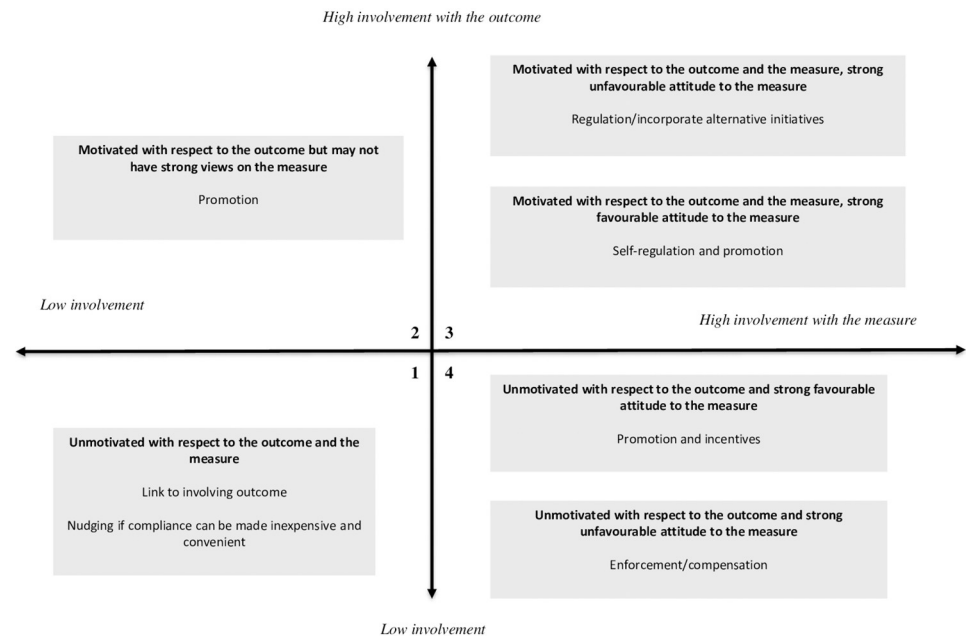 High involvement with the outcome
Motivated with respect to the outcome and the measure, strong
unfavourable attitude to the measure
Regulation/incorporate alternative initiatives
Motivated with respect to the outcome but may not
have strong views on the measure
Promotion
Motivated with respect to the outcome and the measure, strong
favourable attitude to the measure
Self-regulation and promotion
Low involvement
High involvement with the measure
2 3
1 4
Unmotivated with respect to the outcome and strong favourable
attitude to the measure
Promotion and incentives
Unmotivated with respect to the outcome and the
measure
Link to involving outcome
Nudging if compliance can be made inexpensive and
convenient
Unmotivated with respect to the outcome and strong
unfavourable attitude to the measure
Enforcement/compensation
Low involvement